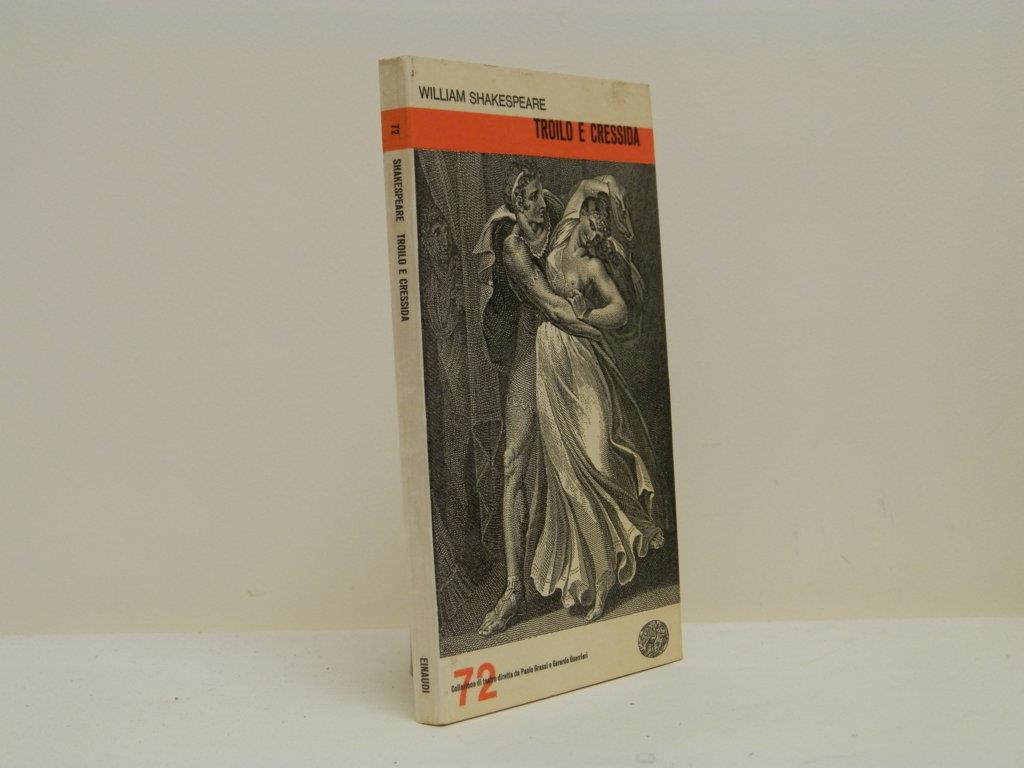 WILLIAM SHAKESPEARE
TROILO E CRESSIDA
72
Collezione di teatro diretta da Paolo Grassi e Gerardo Guerrieri
72
SHAKESPEARE TROILO E CRESSIDA
EINAUDI